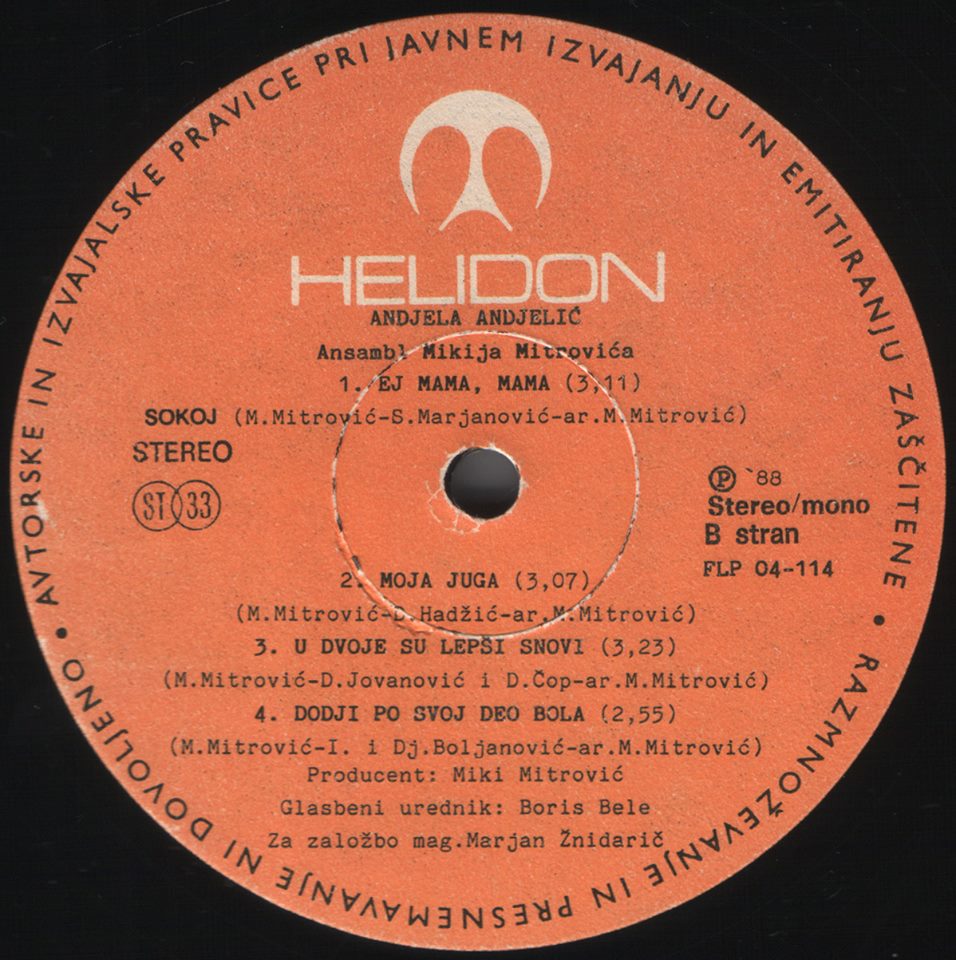 AVTORSKE IN IZVAJALSKE PRAVICE PRI JAVNEM IZVAJANJU IN EMITIRANJU ZAŠČITENE • RAZMNOŽEVANJE IN PRESNEMAVANJE NI DOVOLJENO •
HELIDON
ANDJELA ANDJELIČ
Ansambl Mikija Mitrovića
1. EJ MAMA, MAMA (3,11)
SOKOJ (M.Mitrović-S.Marjanović-ar.M.Mitrović)
STEREO
ST 33
Ⓟ `88
Stereo/mono
B stran
FLP 04-114
2. MOJA JUGA (3,07)
(M.Mitrović-D.Hadžić-ar.M.Mitrović)
3. U DVOJE SU LEPŠI SNOVI (3,23)
(M.Mitrović-D.Jovanović i D.Čop-ar.M.Mitrović)
4. DODJI PO SVOJ DEO BOLA (2,55)
(M.Mitrović-I. i Dj.Boljanović-ar.M.Mitrović)
Producent: Miki Mitrović
Glasbeni urednik: Boris Bele
Za založbo mag.Marjan Žnidarič